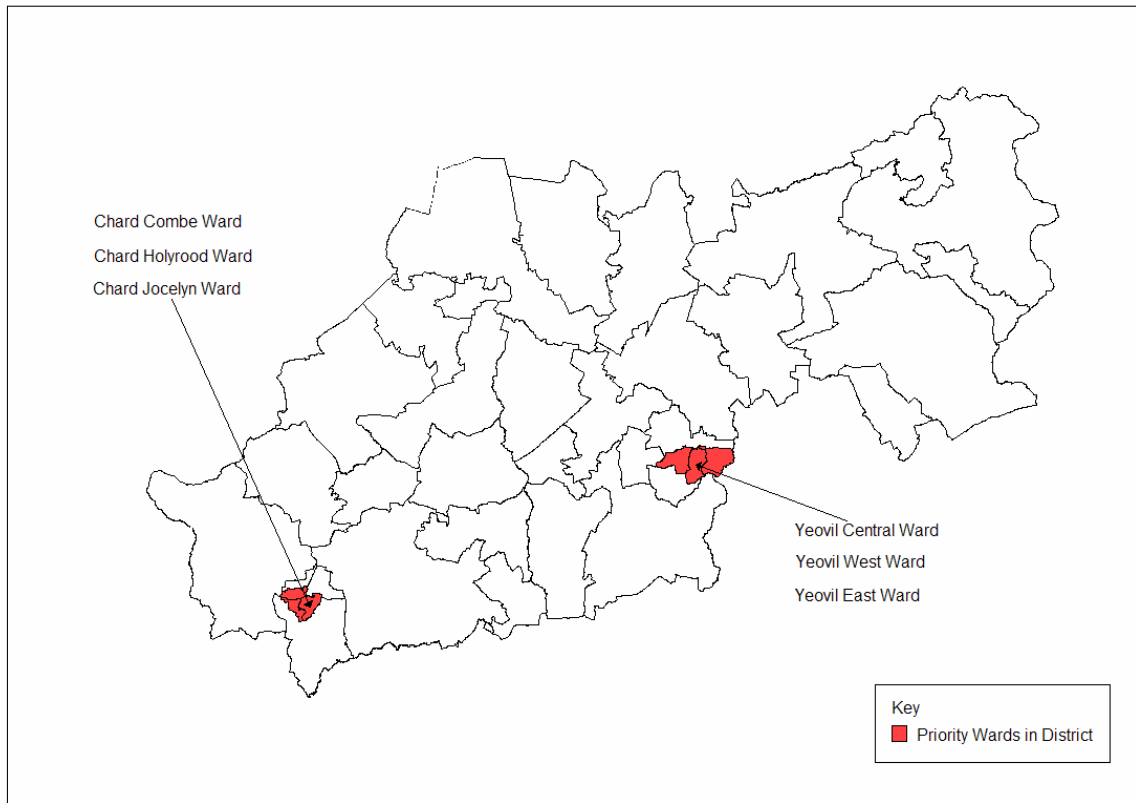 Chard Combe Ward
Chard Holyrood Ward
Chard Jocelyn Ward
Yeovil Central Ward
Yeovil West Ward
Yeovil East Ward
Key
Priority Wards in District